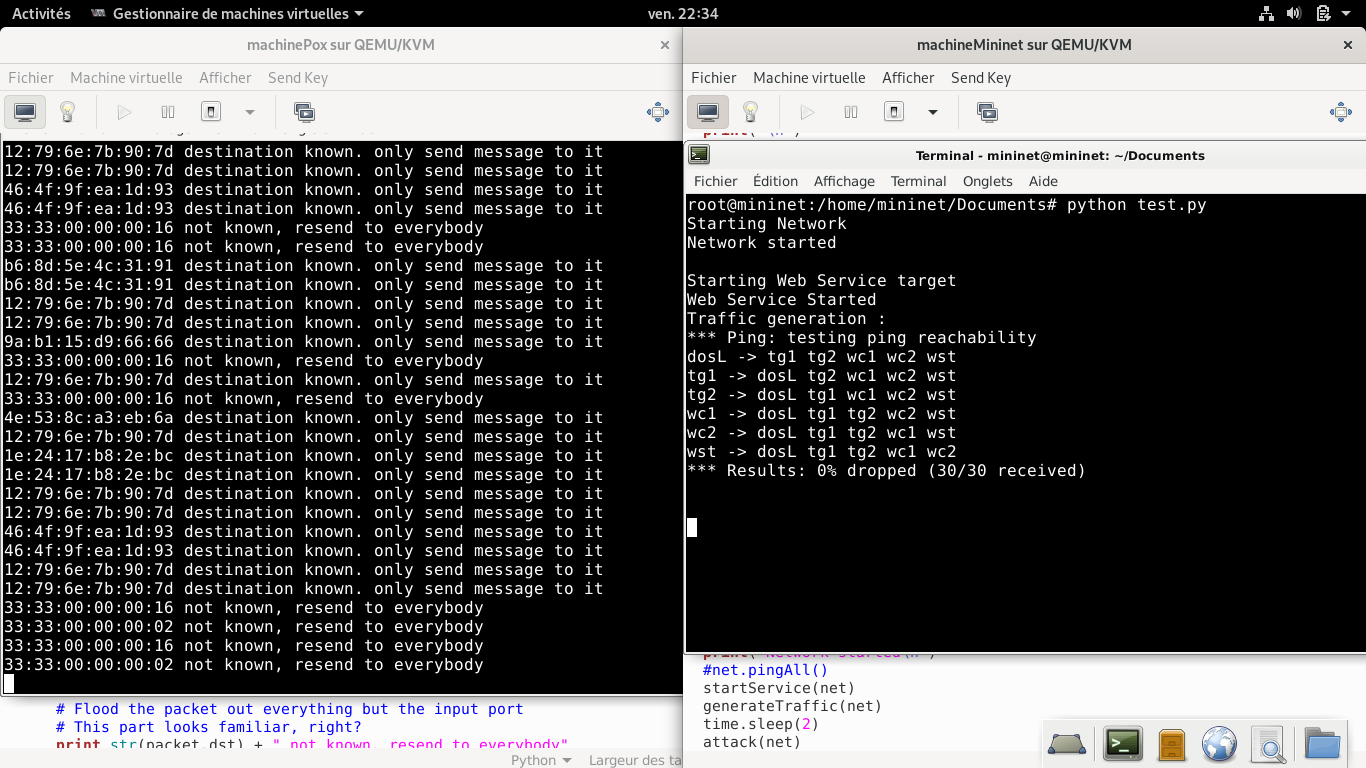 Activités Gestionnaire de machines virtuelles ven. 22:34
machinePox sur QEMU/KVM
Fichier Machine virtuelle Afficher Send Key
12:79:6e:7b:90:7d destination known. only send message to it
12:79:6e:7b:90:7d destination known. only send message to it
46:4f:9f:ea:1d:93 destination known. only send message to it
46:4f:9f:ea:1d:93 destination known. only send message to it
33:33:00:00:00:16 not known, resend to everybody
33:33:00:00:00:16 not known, resend to everybody
b6:8d:5e:4c:31:91 destination known. only send message to it
b6:8d:5e:4c:31:91 destination known. only send message to it
12:79:6e:7b:90:7d destination known. only send message to it
12:79:6e:7b:90:7d destination known. only send message to it
9a:b1:15:d9:66:66 destination known. only send message to it
33:33:00:00:00:16 not known, resend to everybody
12:79:6e:7b:90:7d destination known. only send message to it
33:33:00:00:00:16 not known, resend to everybody
4e:53:8c:a3:eb:6a destination known. only send message to it
12:79:6e:7b:90:7d destination known. only send message to it
1e:24:17:b8:2e:bc destination known. only send message to it
1e:24:17:b8:2e:bc destination known. only send message to it
12:79:6e:7b:90:7d destination known. only send message to it
12:79:6e:7b:90:7d destination known. only send message to it
46:4f:9f:ea:1d:93 destination known. only send message to it
46:4f:9f:ea:1d:93 destination known. only send message to it
12:79:6e:7b:90:7d destination known. only send message to it
12:79:6e:7b:90:7d destination known. only send message to it
33:33:00:00:00:16 not known, resend to everybody
33:33:00:00:00:02 not known, resend to everybody
33:33:00:00:00:16 not known, resend to everybody
33:33:00:00:00:02 not known, resend to everybody
# Flood the packet out everything but the input port
# This part looks familiar, right?
print str(packet.dst) + " not known, resend to everybody"
Python Largeur des ta
machineMininet sur QEMU/KVM
Fichier Machine virtuelle Afficher Send Key
Terminal - mininet@mininet: ~/Documents
Fichier Édition Affichage Terminal Onglets Aide
root@mininet:/home/mininet/Documents# python test.py
Starting Network
Network started
Starting Web Service target
Web Service Started
Traffic generation :
*** Ping: testing ping reachability
dosL -> tg1 tg2 wc1 wc2 wst
tg1 -> dosL tg2 wc1 wc2 wst
tg2 -> dosL tg1 wc1 wc2 wst
wc1 -> dosL tg1 tg2 wc2 wst
wc2 -> dosL tg1 tg2 wc1 wst
wst -> dosL tg1 tg2 wc1 wc2
*** Results: 0% dropped (30/30 received)
#net.pingAll()
startService(net)
generateTraffic(net)
time.sleep(2)
attack(net)